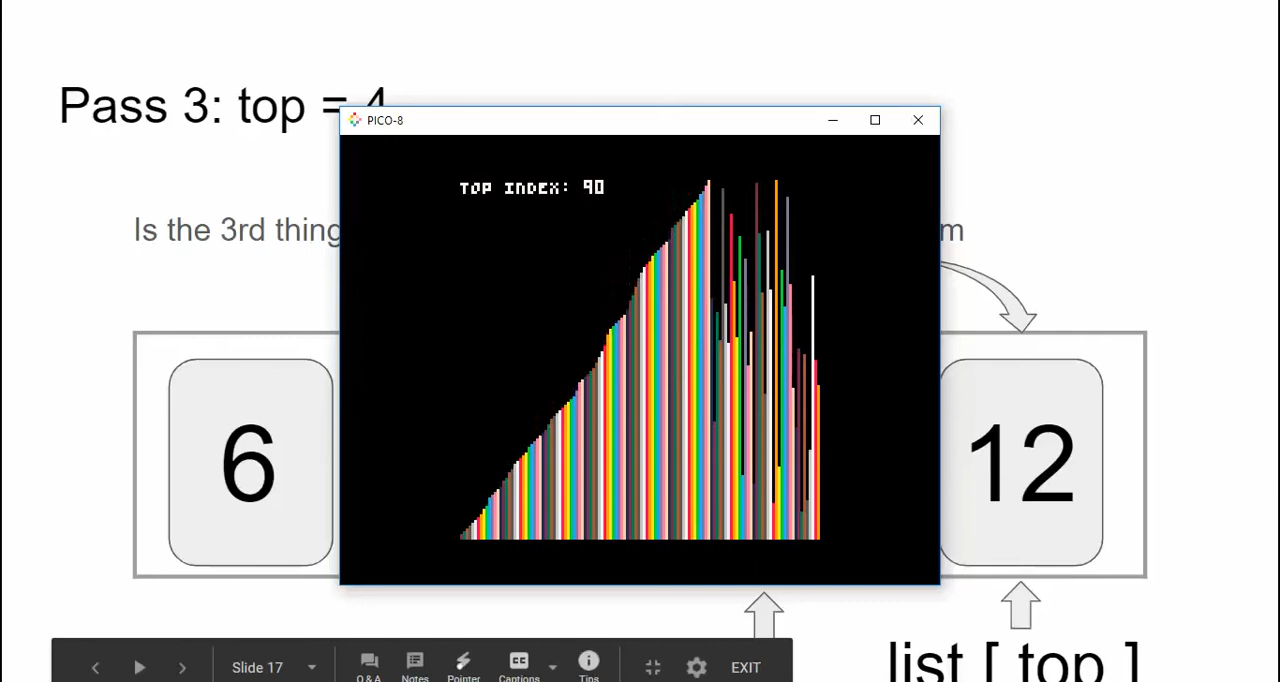 Pass 3: top = 4
PICO-8
TOP INDEX: 90
Is the 3rd thing
m
6
12
list [ top ]
Slide 17
Q & A
Notes
Pointer
Captions
Tips
EXIT